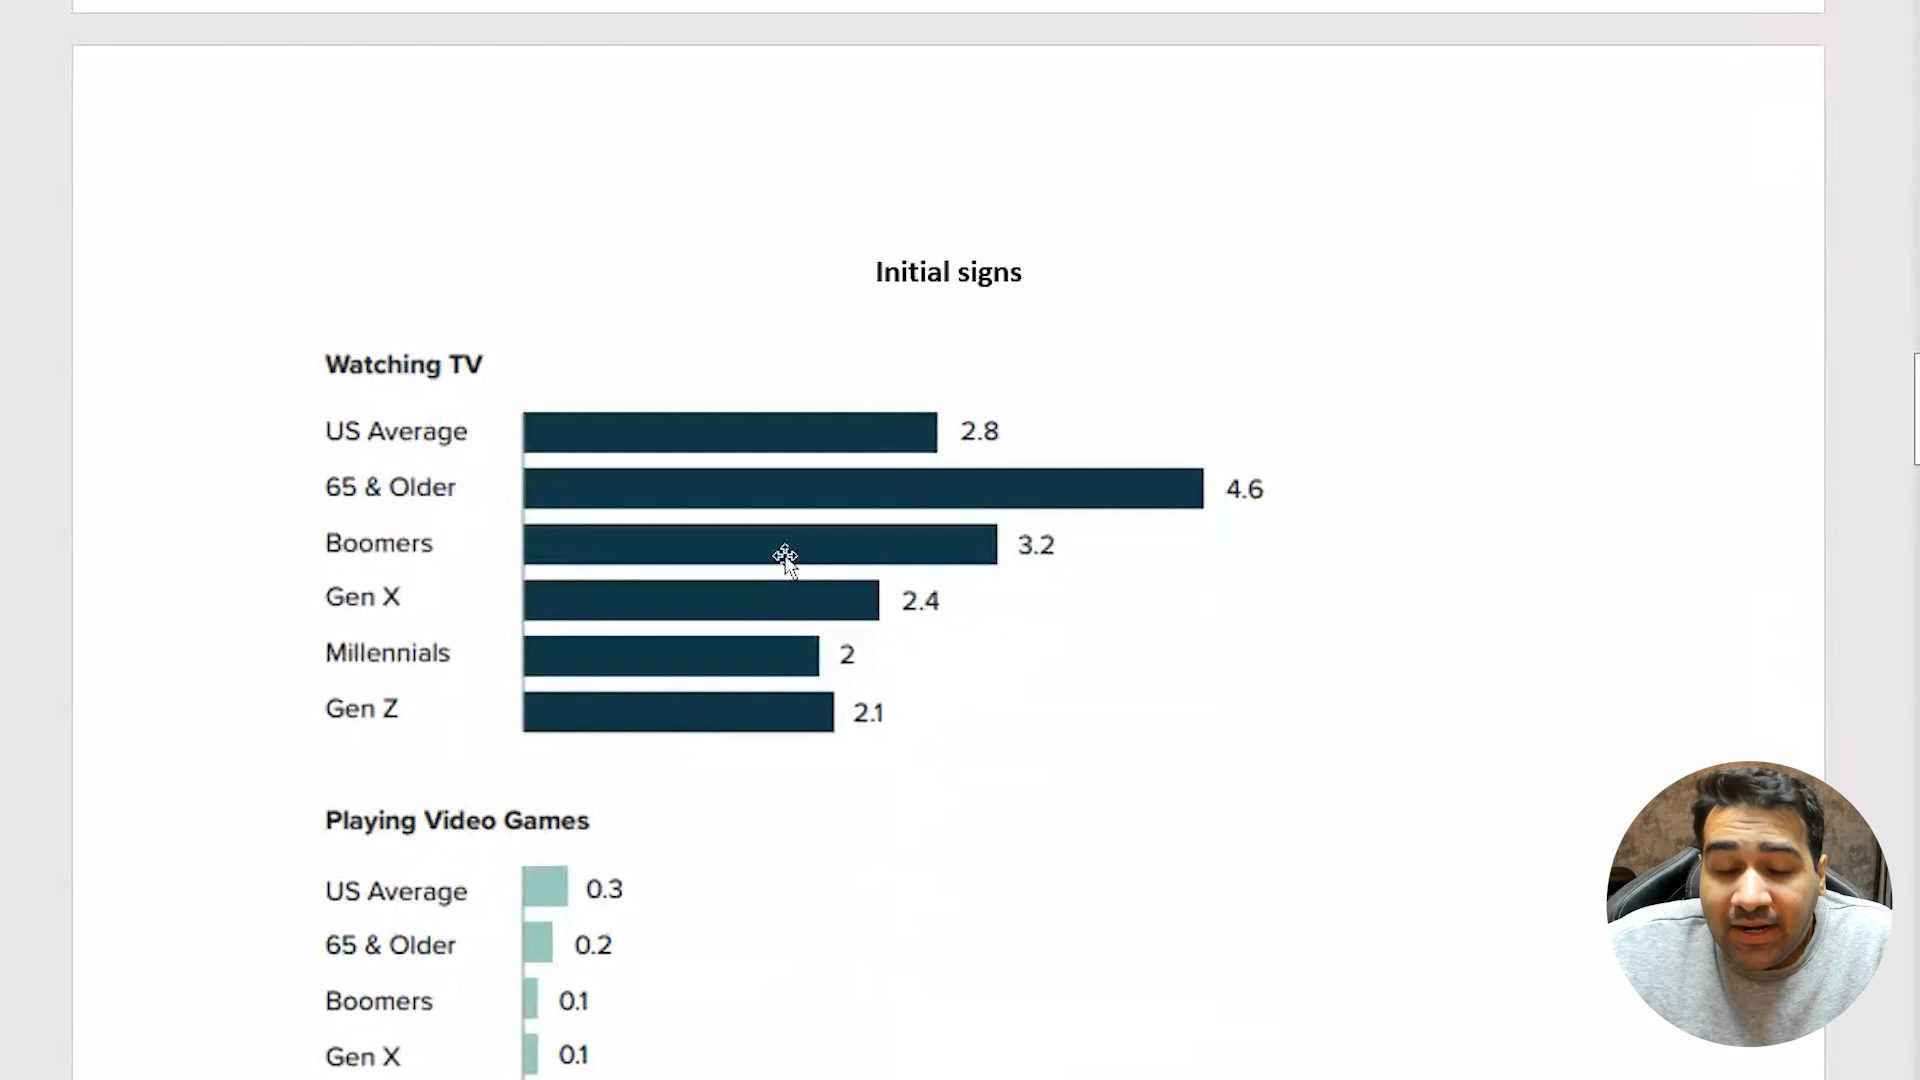 Initial signs
Watching TV
US Average 2.8
65 & Older 4.6
Boomers 3.2
Gen X 2.4
Millennials 2
Gen Z 2.1
Playing Video Games
US Average 0.3
65 & Older 0.2
Boomers 0.1
Gen X 0.1